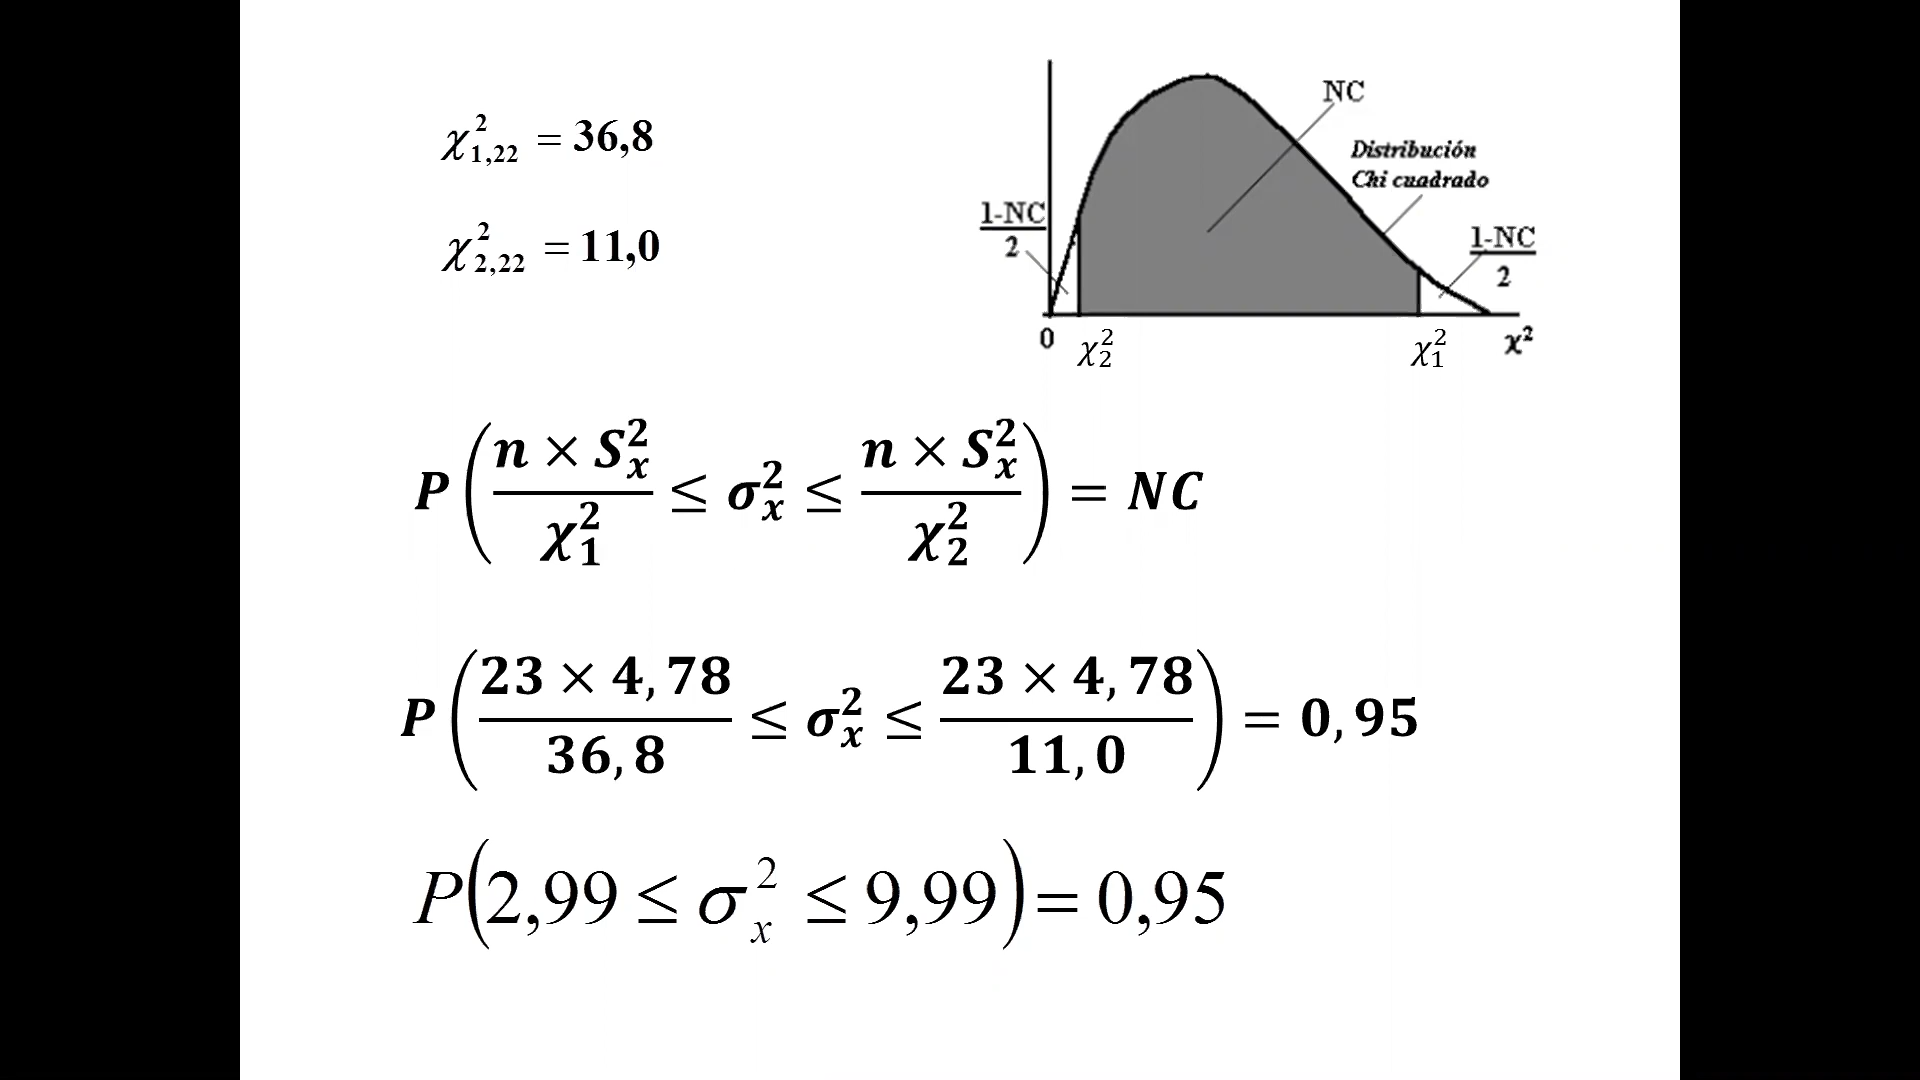 χ²₁,₂₂ = 36,8
χ²₂,₂₂ = 11,0
NC
Distribución
Chi cuadrado
1-NC
2
1-NC
2
0 χ²₂ χ²₁ χ²
P( (n × S²ₓ)/χ²₁ ≤ σ²ₓ ≤ (n × S²ₓ)/χ²₂ ) = NC
P( (23 × 4,78)/36,8 ≤ σ²ₓ ≤ (23 × 4,78)/11,0 ) = 0,95
P(2,99 ≤ σ²ₓ ≤ 9,99) = 0,95